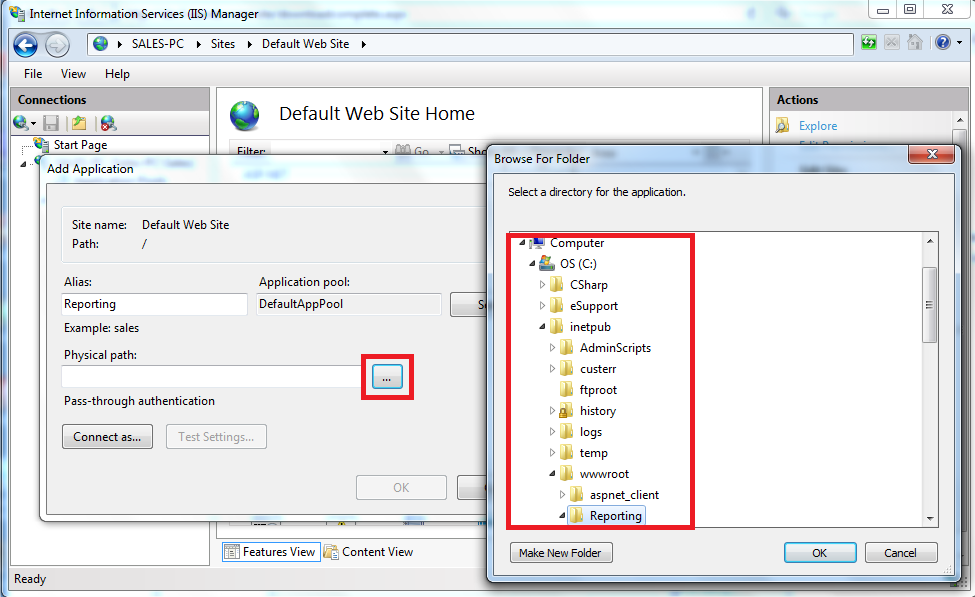 Internet Information Services (IIS) Manager
SALES-PC Sites Default Web Site
File View Help
Connections
Start Page
Default Web Site Home
Filter: Go
Actions
Explore
Add Application
Site name: Default Web Site
Path: /
Alias: Application pool:
Reporting DefaultAppPool
Example: sales
Physical path:
...
Pass-through authentication
Connect as... Test Settings...
OK
Browse For Folder
Select a directory for the application.
Computer
OS (C:)
CSharp
eSupport
inetpub
AdminScripts
custerr
ftproot
history
logs
temp
wwwroot
aspnet_client
Reporting
Make New Folder OK Cancel
Features View Content View
Ready